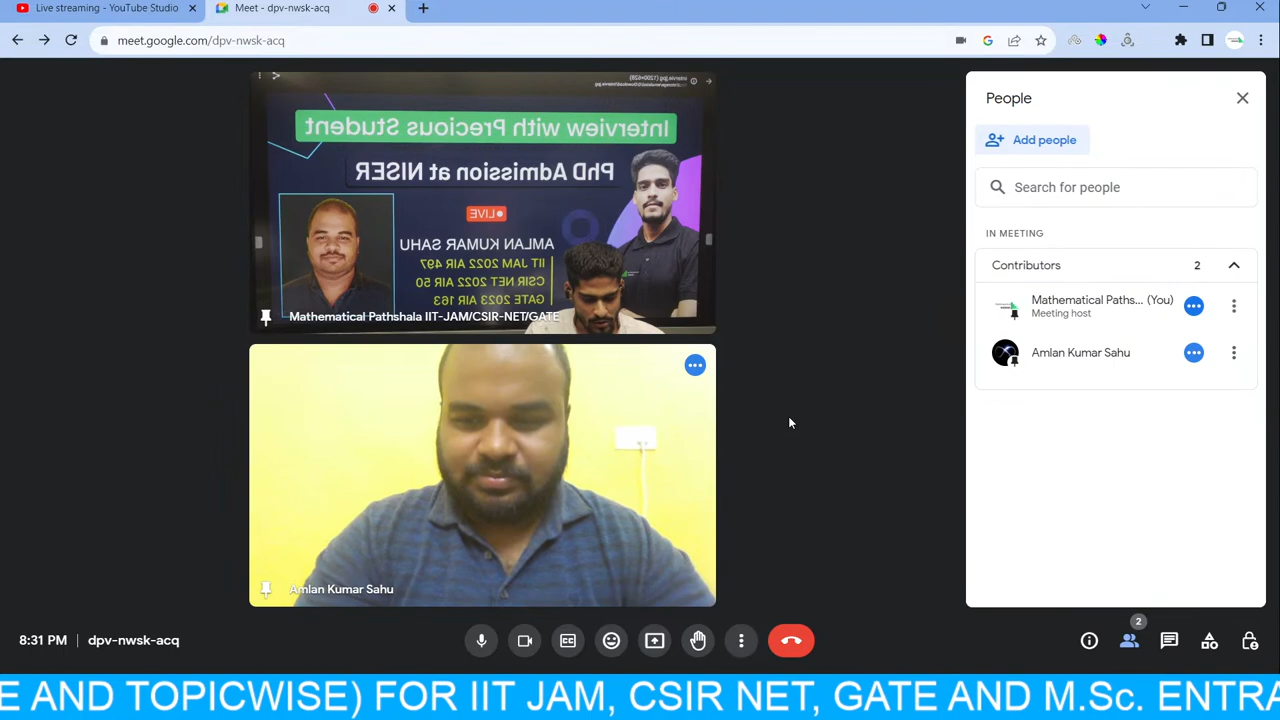 Live streaming - YouTube Studio
Meet - dpv-nwsk-acq
meet.google.com/dpv-nwsk-acq
Interview with Precious Student
PhD Admission at NISER
LIVE
AMLAN KUMAR SAHU
IIT JAM 2022 AIR 497
CSIR NET 2022 AIR 50
GATE 2023 AIR 163
Mathematical Pathshala IIT-JAM/CSIR-NET/GATE
Amlan Kumar Sahu
People
Add people
Search for people
IN MEETING
Contributors 2
Mathematical Paths... (You)
Meeting host
Amlan Kumar Sahu
8:31 PM | dpv-nwsk-acq
2
E AND TOPICWISE) FOR IIT JAM, CSIR NET, GATE AND M.Sc. ENTRA